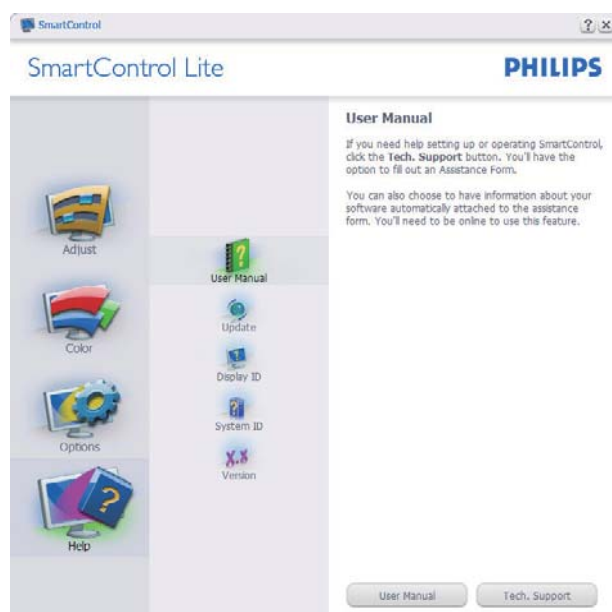 SmartControl
SmartControl Lite
PHILIPS
Adjust
Color
Options
Help
User Manual
Update
Display ID
System ID
X.X
Version
User Manual
If you need help setting up or operating SmartControl,
click the Tech. Support button. You'll have the
option to fill out an Assistance Form.
You can also choose to have information about your
software automatically attached to the assistance
form. You'll need to be online to use this feature.
User Manual
Tech. Support